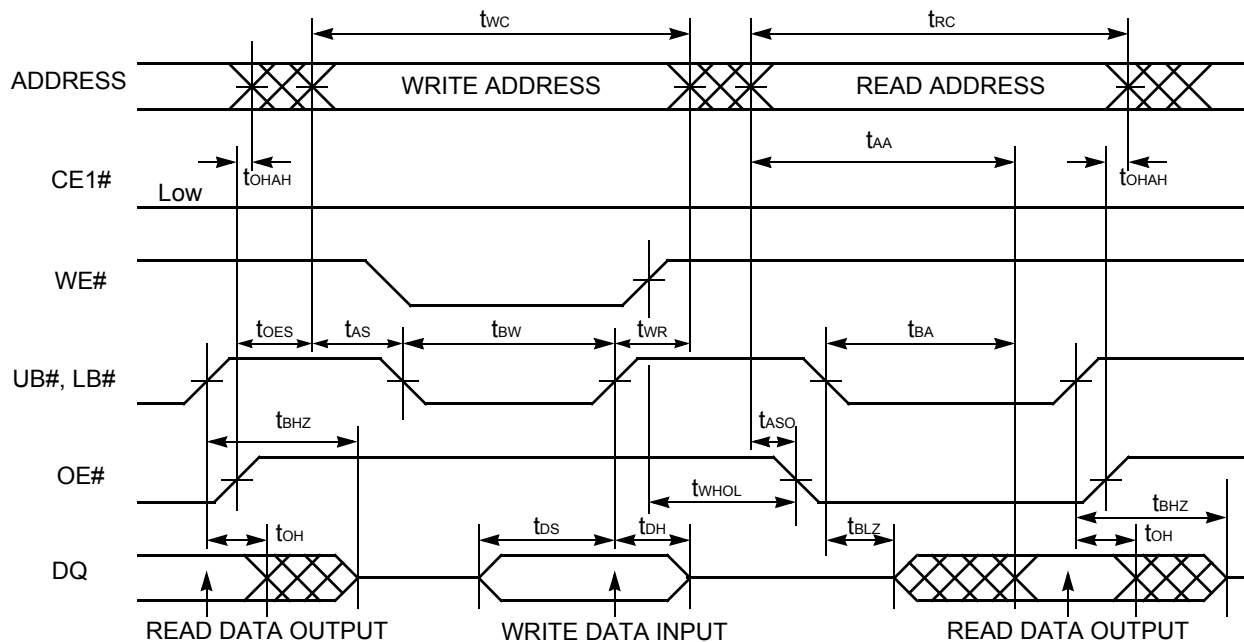 tWC tRC
ADDRESS WRITE ADDRESS READ ADDRESS
tAA
tOHAH tOHAH
CE1# Low
WE#
tOES tAS tBW tWR tBA
UB#, LB#
tBHZ tASO
OE#
tWHOL tBHZ
tOH tDS tDH tBLZ tOH
DQ
READ DATA OUTPUT WRITE DATA INPUT READ DATA OUTPUT